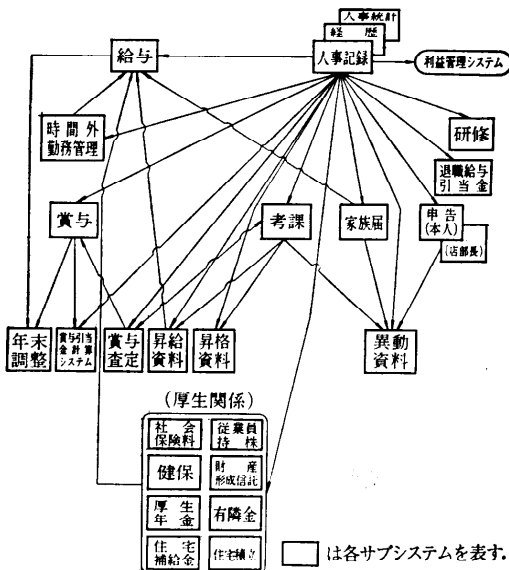 人事統計
経歴
給与
人事記録
利益管理システム
時間外
勤務管理
研修
退職給与
引当金
賞与
考課
家族届
申告
(本人)
(店部長)
年末
調整
賞与引当
金計算
システム
賞与
査定
昇給
資料
昇格
資料
異動
資料
(厚生関係)
社会
保険料
従業員
持株
健保
財産
形成信託
厚生
年金
有隣金
住宅
補給金
住宅積立
は各サブシステムを表す.